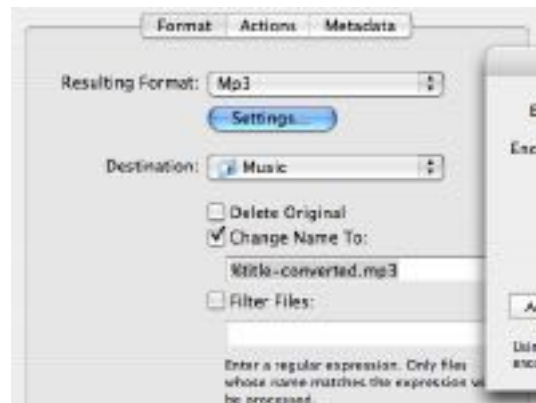 Format Actions Metadata
Resulting Format: Mp3
Settings...
Destination: Music
Delete Original
Change Name To:
%title-converted.mp3
Filter Files:
Enter a regular expression. Only files
whose name matches the expression
be processed.